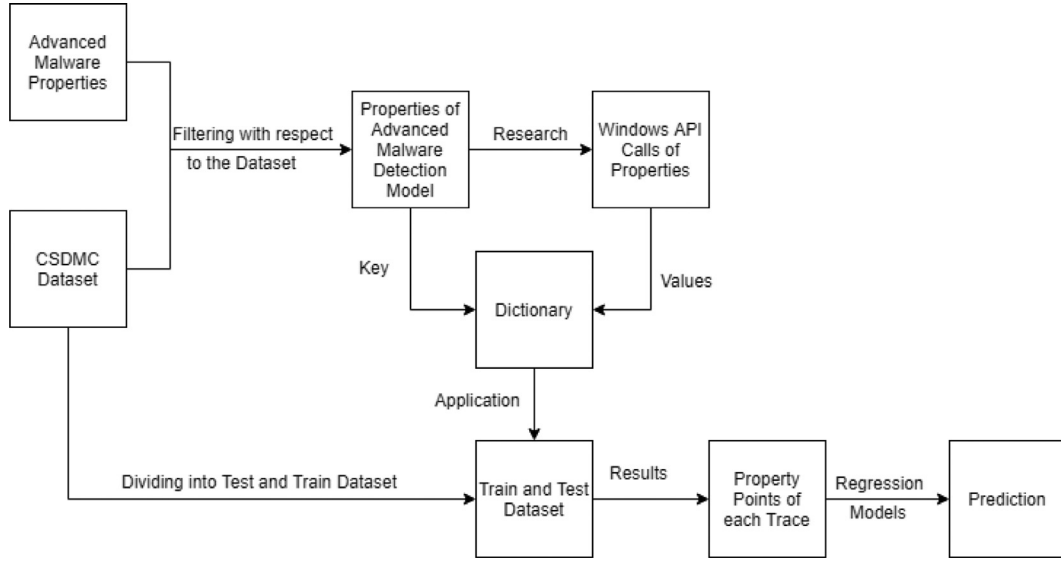 Advanced
Malware
Properties
Filtering with respect
to the Dataset
Properties of
Advanced
Malware
Detection
Model
Research
Windows API
Calls of
Properties
CSDMC
Dataset
Key
Values
Dictionary
Application
Dividing into Test and Train Dataset
Train and Test
Dataset
Results
Property
Points of
each Trace
Regression
Models
Prediction